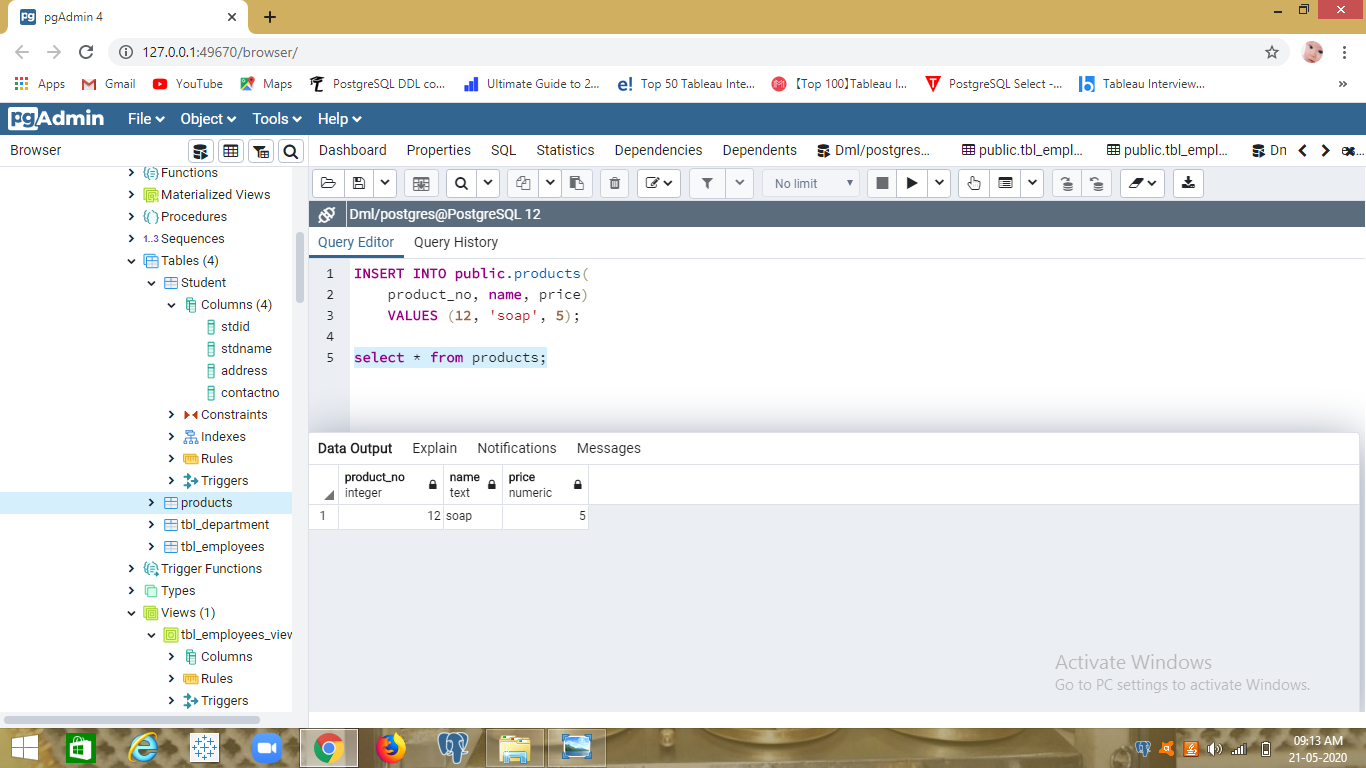 pgAdmin 4
127.0.0.1:49670/browser/
Apps Gmail YouTube Maps PostgreSQL DDL co... Ultimate Guide to 2... Top 50 Tableau Inte... 【Top 100】Tableau I... PostgreSQL Select -... Tableau Interview... »
pgAdmin File Object Tools Help
Browser
Dashboard Properties SQL Statistics Dependencies Dependents Dml/postgres... public.tbl_empl... public.tbl_empl... Dn
No limit
Dml/postgres@PostgreSQL 12
Query Editor Query History
1 INSERT INTO public.products(
2 product_no, name, price)
3 VALUES (12, 'soap', 5);
4
5 select * from products;
Functions
Materialized Views
Procedures
1..3 Sequences
Tables (4)
Student
Columns (4)
stdid
stdname
address
contactno
Constraints
Indexes
Rules
Triggers
products
tbl_department
tbl_employees
Trigger Functions
Types
Views (1)
tbl_employees_view
Columns
Rules
Triggers
Data Output Explain Notifications Messages
product_no name price
integer text numeric
1 12 soap 5
Activate Windows
Go to PC settings to activate Windows.
09:13 AM
21-05-2020